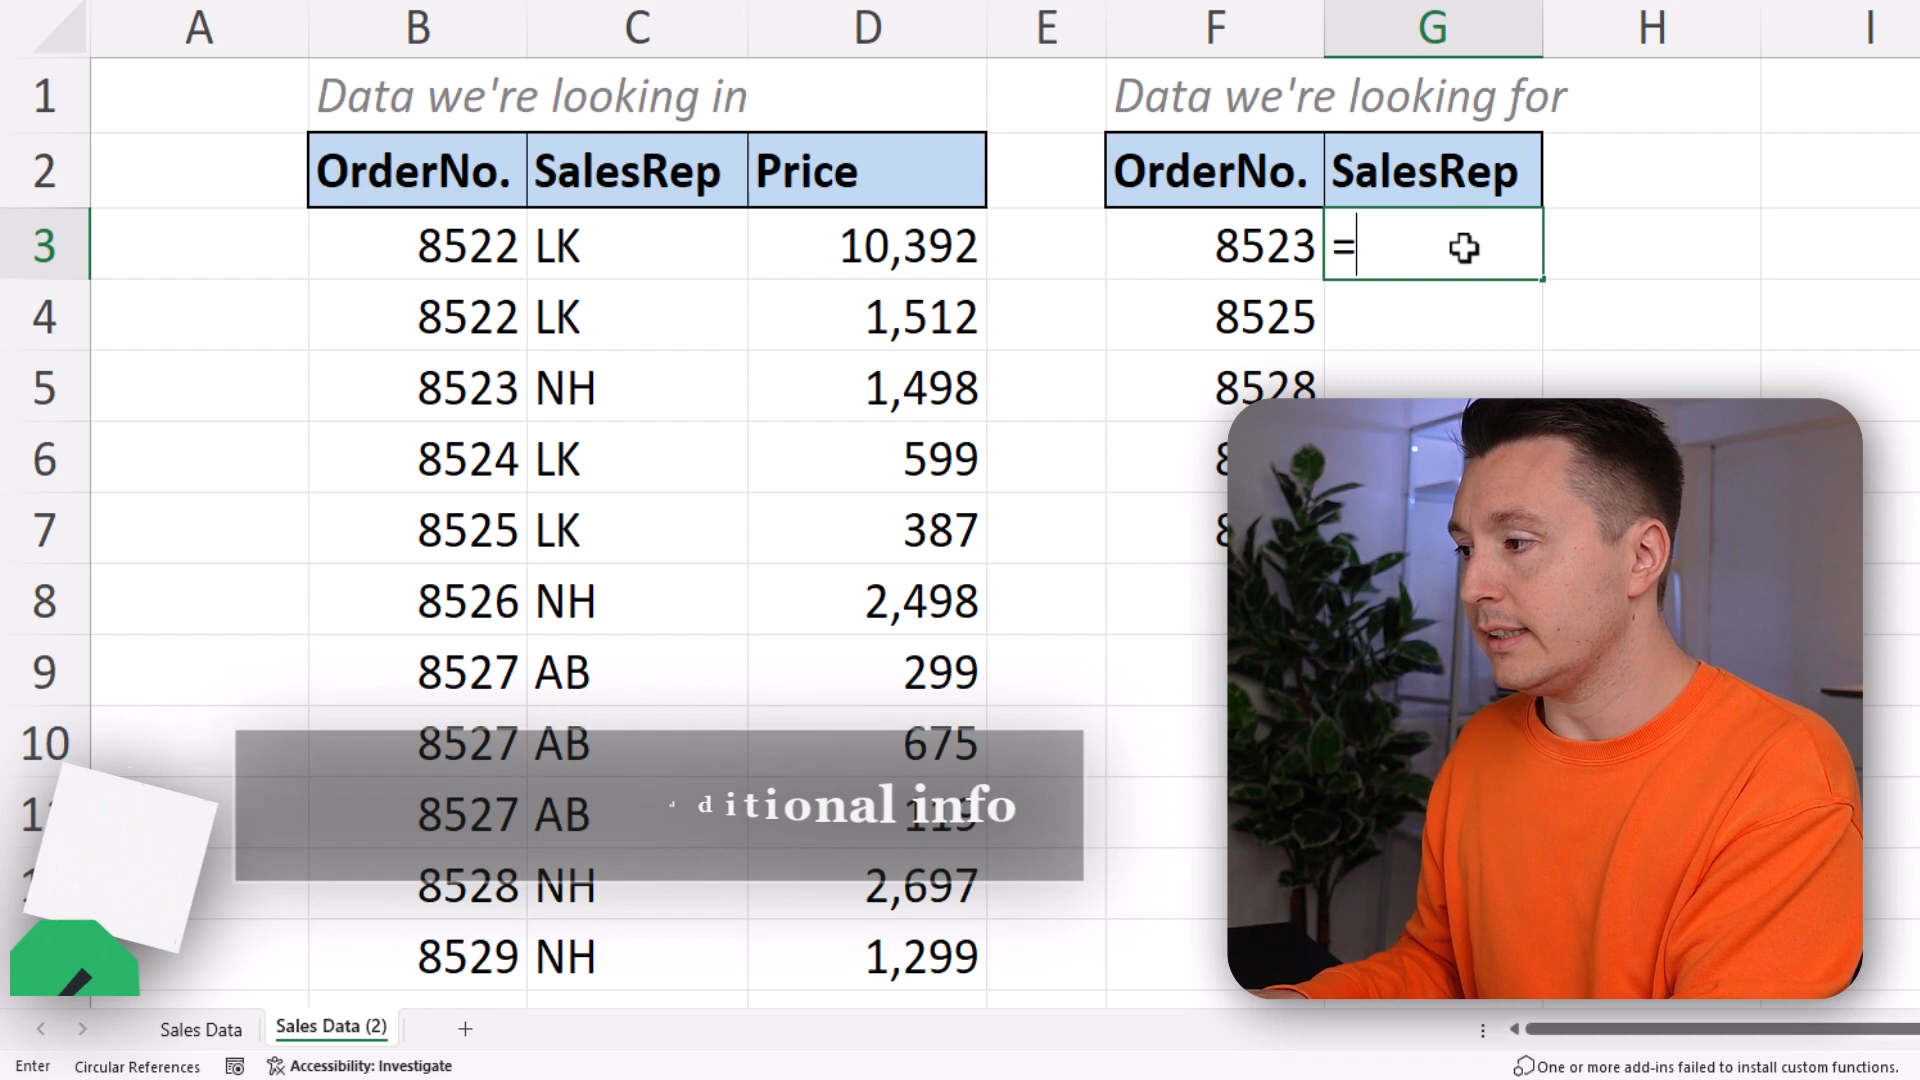 A B C D E F G H I
1 Data we're looking in Data we're looking for
2 OrderNo. SalesRep Price OrderNo. SalesRep
3 8522 LK 10,392 8523 =
4 8522 LK 1,512 8525
5 8523 NH 1,498 8528
6 8524 LK 599
7 8525 LK 387
8 8526 NH 2,498
9 8527 AB 299
10 8527 AB 675
8527 AB
ditional info
8528 NH 2,697
8529 NH 1,299
Sales Data Sales Data (2)
Enter Circular References Accessibility: Investigate One or more add-ins failed to install custom functions.